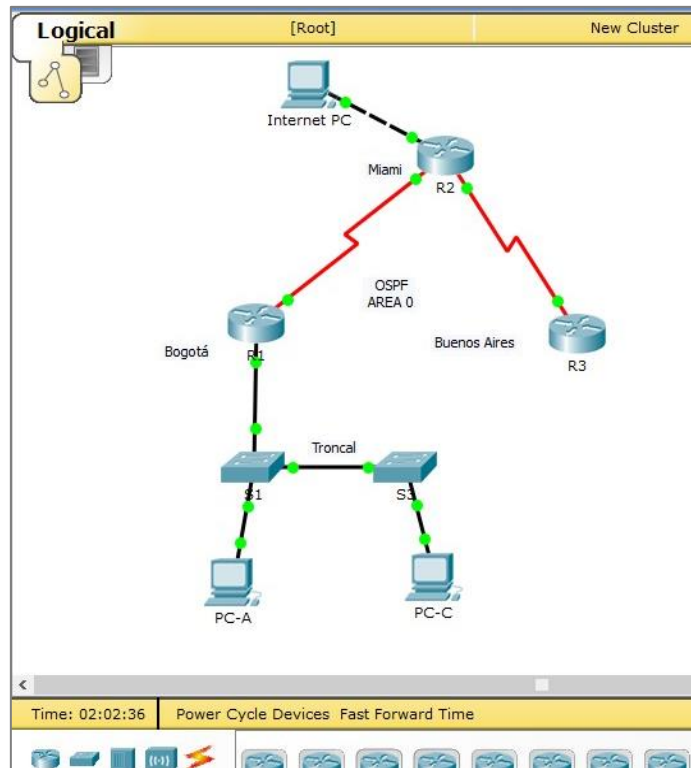 Logical
[Root]
New Cluster
Internet PC
Miami
R2
OSPF
AREA 0
Bogotá
R1
Buenos Aires
R3
Troncal
S1
S3
PC-A
PC-C
Time: 02:02:36
Power Cycle Devices Fast Forward Time